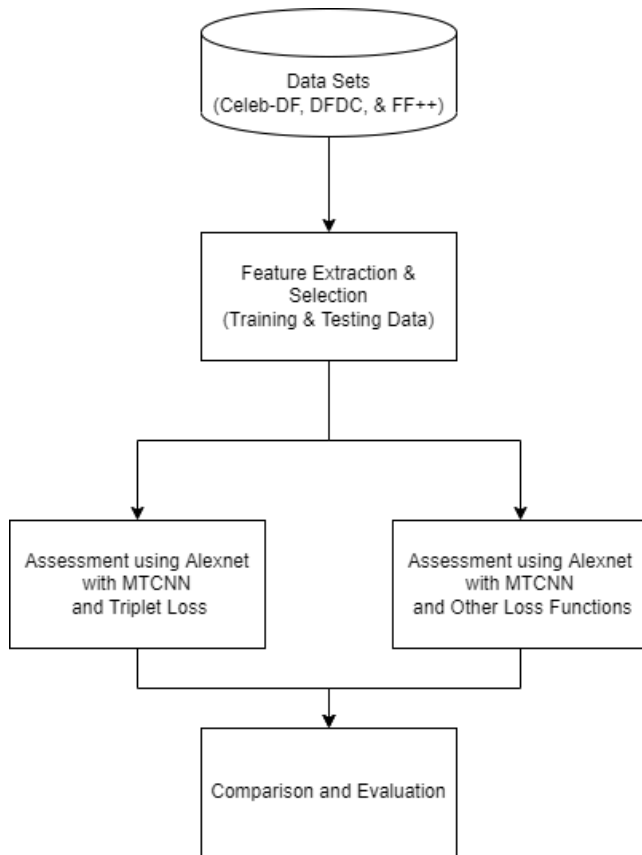 Data Sets
(Celeb-DF, DFDC, & FF++)
Feature Extraction &
Selection
(Training & Testing Data)
Assessment using Alexnet
with MTCNN
and Triplet Loss
Assessment using Alexnet
with MTCNN
and Other Loss Functions
Comparison and Evaluation